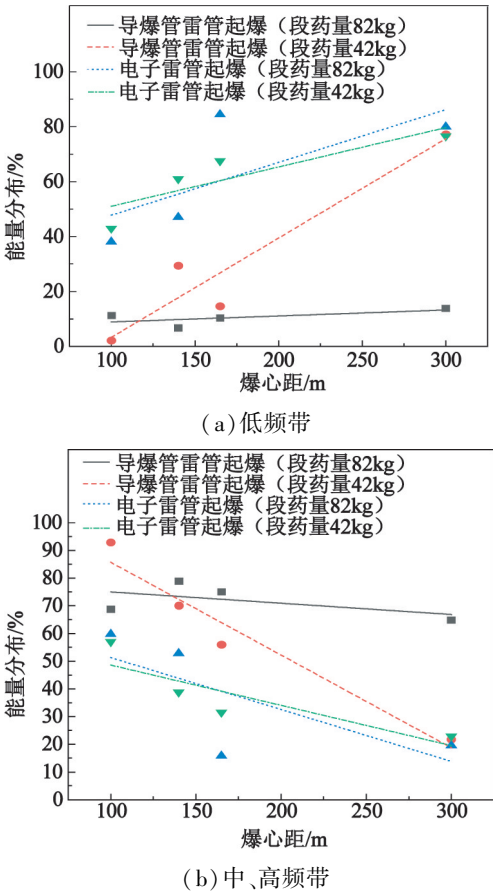 导爆管雷管起爆（段药量82kg）
导爆管雷管起爆（段药量42kg）
电子雷管起爆（段药量82kg）
电子雷管起爆（段药量42kg）
100
80
60
40
20
0
能量分布/%
100 150 200 250 300
爆心距/m
(a)低频带
导爆管雷管起爆（段药量82kg）
导爆管雷管起爆（段药量42kg）
电子雷管起爆（段药量82kg）
电子雷管起爆（段药量42kg）
100
90
80
70
60
50
40
30
20
10
0
能量分布/%
100 150 200 250 300
爆心距/m
(b)中、高频带